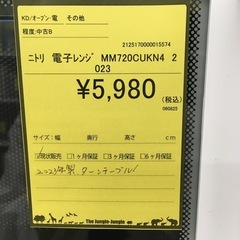 KD/オーブン・電 その他
程度:中古B
2125170000015574
ニトリ 電子レンジ MM720CUKN4 2
023
¥5,980
(税込)
080825
サイズ:幅 奥行 高さ cm
現状販売 □1ヶ月保証 □3ヶ月保証 □6ヶ月保証
2023年製 ターンテーブル!
The Jungle-Jungle